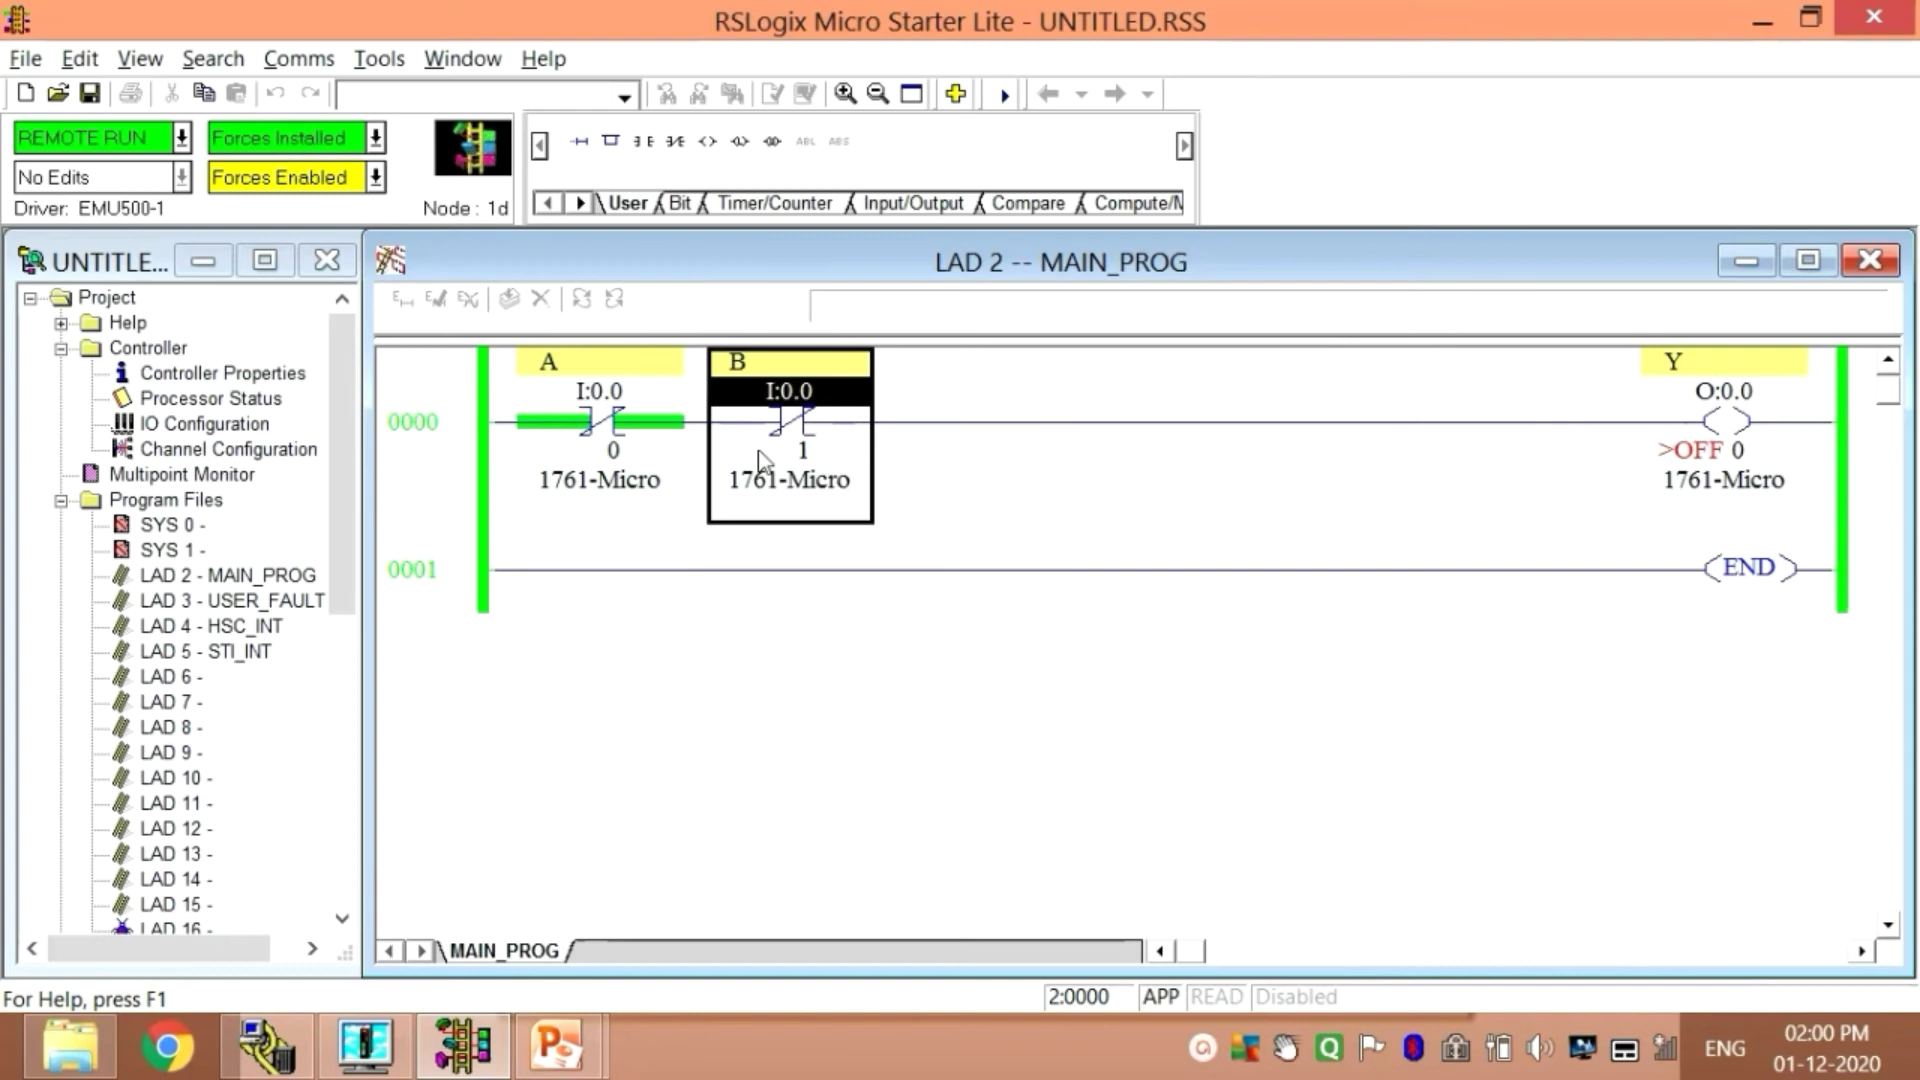 RSLogix Micro Starter Lite - UNTITLED.RSS
File Edit View Search Comms Tools Window Help
REMOTE RUN Forces Installed
No Edits Forces Enabled
Driver: EMU500-1 Node : 1d
ABL ABS
User Bit Timer/Counter Input/Output Compare Compute/M
UNTITLE...
LAD 2 -- MAIN_PROG
Project
Help
Controller
Controller Properties
Processor Status
IO Configuration
Channel Configuration
Multipoint Monitor
Program Files
SYS 0 -
SYS 1 -
LAD 2 - MAIN_PROG
LAD 3 - USER_FAULT
LAD 4 - HSC_INT
LAD 5 - STI_INT
LAD 6 -
LAD 7 -
LAD 8 -
LAD 9 -
LAD 10 -
LAD 11 -
LAD 12 -
LAD 13 -
LAD 14 -
LAD 15 -
LAD 16 -
A B Y
I:0.0 I:0.0 O:0.0
0000
0 1 >OFF 0
1761-Micro 1761-Micro 1761-Micro
0001 END
MAIN_PROG
For Help, press F1
2:0000 APP READ Disabled
ENG
02:00 PM
01-12-2020